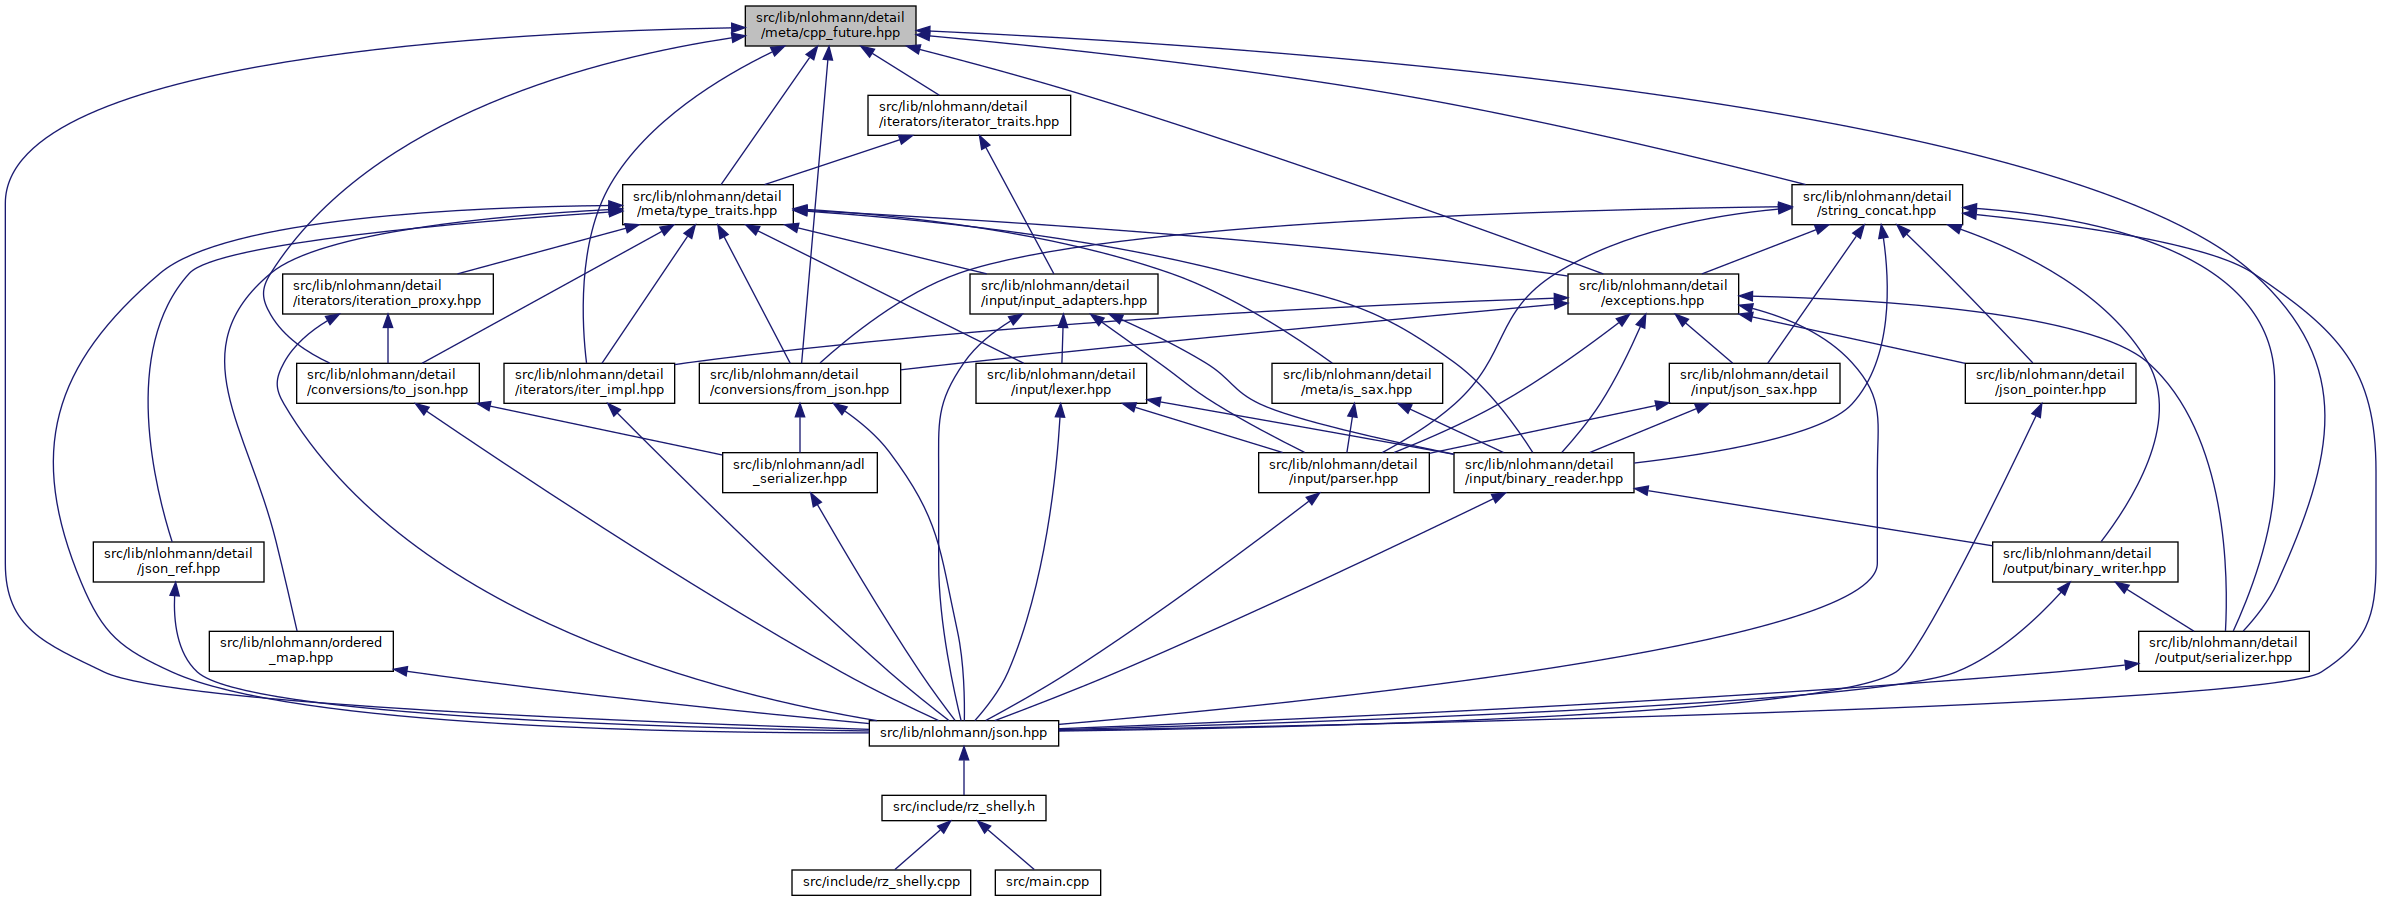 src/lib/nlohmann/detail
/meta/cpp_future.hpp
src/lib/nlohmann/detail
/iterators/iterator_traits.hpp
src/lib/nlohmann/detail
/meta/type_traits.hpp
src/lib/nlohmann/detail
/string_concat.hpp
src/lib/nlohmann/detail
/iterators/iteration_proxy.hpp
src/lib/nlohmann/detail
/input/input_adapters.hpp
src/lib/nlohmann/detail
/exceptions.hpp
src/lib/nlohmann/detail
/conversions/to_json.hpp
src/lib/nlohmann/detail
/iterators/iter_impl.hpp
src/lib/nlohmann/detail
/conversions/from_json.hpp
src/lib/nlohmann/detail
/input/lexer.hpp
src/lib/nlohmann/detail
/meta/is_sax.hpp
src/lib/nlohmann/detail
/input/json_sax.hpp
src/lib/nlohmann/detail
/json_pointer.hpp
src/lib/nlohmann/adl
_serializer.hpp
src/lib/nlohmann/detail
/input/parser.hpp
src/lib/nlohmann/detail
/input/binary_reader.hpp
src/lib/nlohmann/detail
/json_ref.hpp
src/lib/nlohmann/detail
/output/binary_writer.hpp
src/lib/nlohmann/ordered
_map.hpp
src/lib/nlohmann/detail
/output/serializer.hpp
src/lib/nlohmann/json.hpp
src/include/rz_shelly.h
src/include/rz_shelly.cpp
src/main.cpp